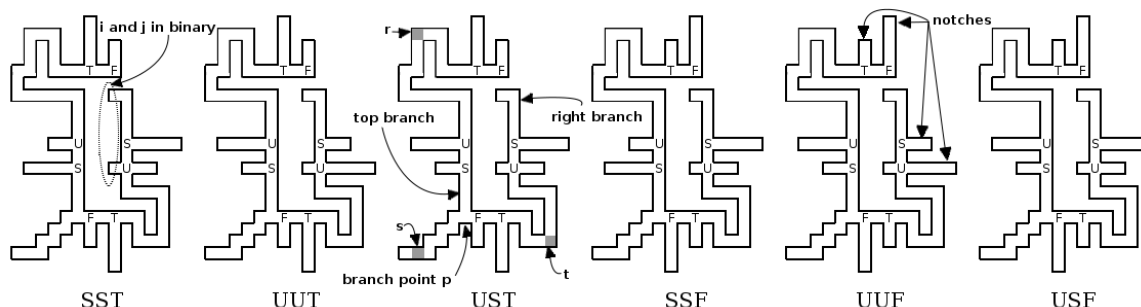 i and j in binary
r
notches
T F
T F
T F
T F
T F
T F
top branch
right branch
U S
U S
U S
U S
U S
U S
S U
S U
S U
S U
S U
S U
F T
F T
F T
F T
F T
F T
s
branch point p
t
SST UUT UST SSF UUF USF